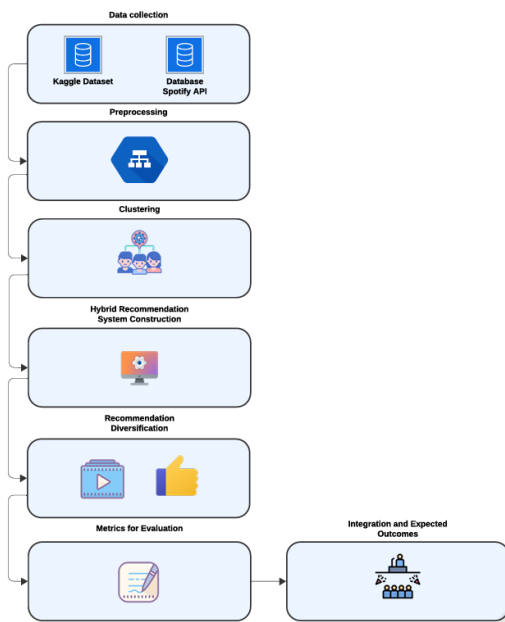 Data collection
Kaggle Dataset
Database
Spotify API
Preprocessing
Clustering
Hybrid Recommendation
System Construction
Recommendation
Diversification
Metrics for Evaluation
Integration and Expected
Outcomes